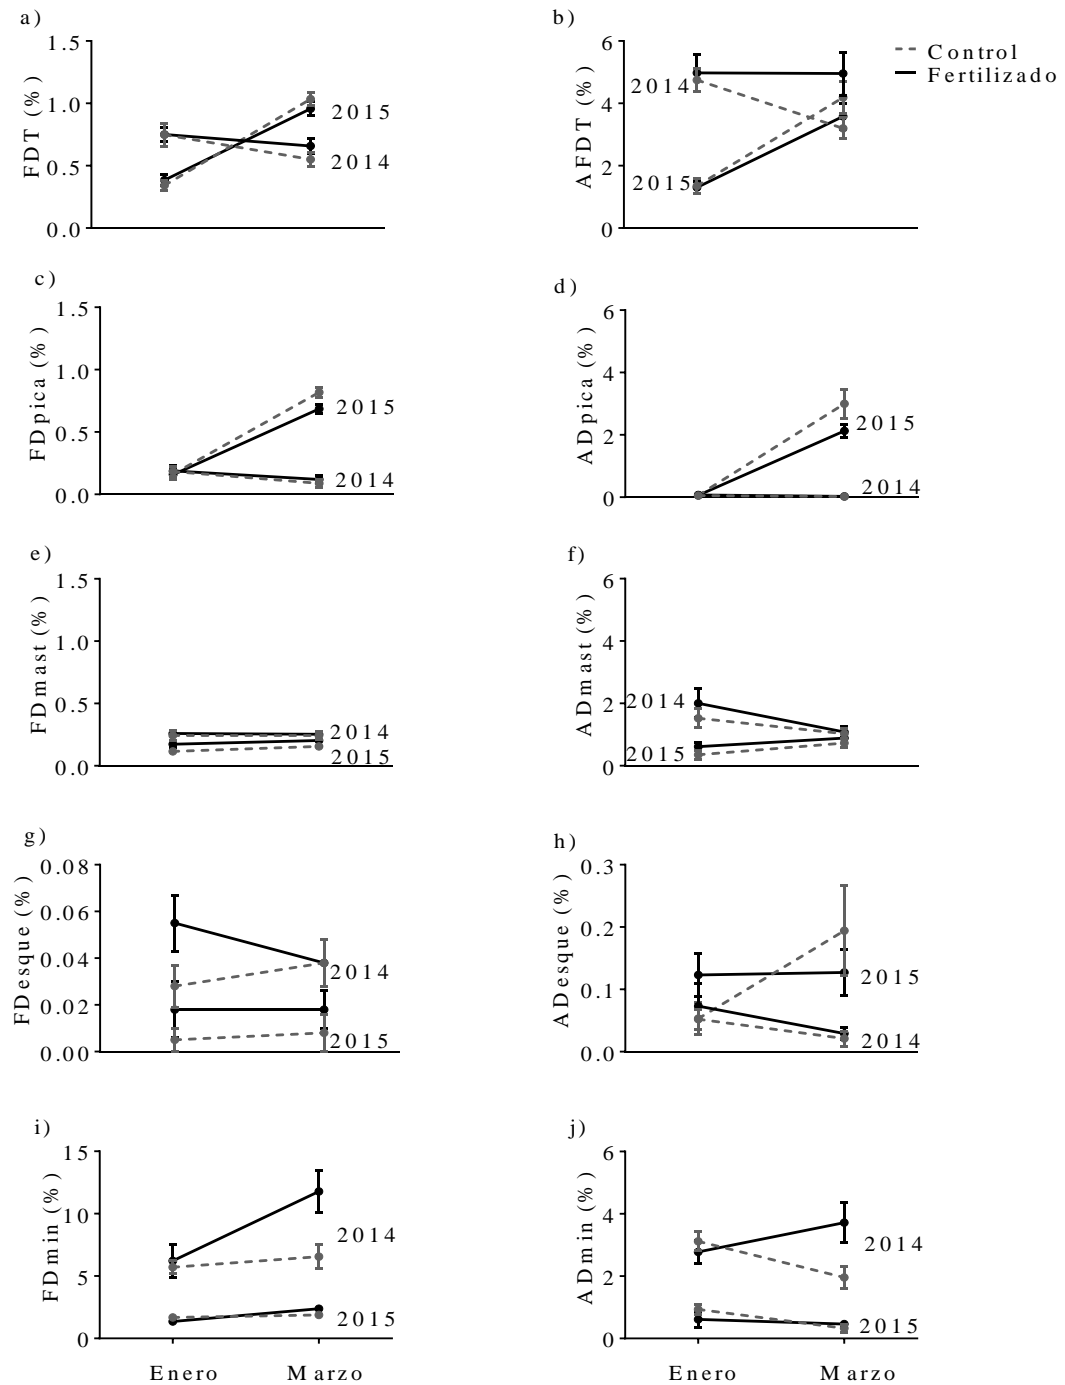 a)
b)
Control
Fertilizado
FDT (%)
1.5
1.0
0.5
0.0
2015
2014
AFDT (%)
6
4
2
0
2014
2015
c)
d)
FDpica (%)
1.5
1.0
0.5
0.0
2015
2014
ADpica (%)
6
4
2
0
2015
2014
e)
f)
FDmast (%)
1.5
1.0
0.5
0.0
2014
2015
ADmast (%)
6
4
2
0
2014
2015
g)
h)
FDesque (%)
0.08
0.06
0.04
0.02
0.00
2014
2015
ADesque (%)
0.3
0.2
0.1
0.0
2015
2014
i)
j)
FDmin (%)
15
10
5
0
2014
2015
Enero Marzo
ADmin (%)
6
4
2
0
2014
2015
Enero Marzo